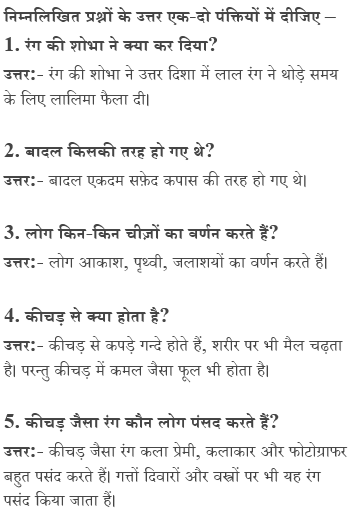 निम्नलिखित प्रश्नों के उत्तर एक-दो पंक्तियों में दीजिए –
1. रंग की शोभा ने क्या कर दिया?
उत्तर:- रंग की शोभा ने उत्तर दिशा में लाल रंग ने थोड़े समय
के लिए लालिमा फैला दी।
2. बादल किसकी तरह हो गए थे?
उत्तर:- बादल एकदम सफ़ेद कपास की तरह हो गए थे।
3. लोग किन-किन चीज़ों का वर्णन करते हैं?
उत्तर:- लोग आकाश, पृथ्वी, जलाशयों का वर्णन करते हैं।
4. कीचड़ से क्या होता है?
उत्तर:- कीचड़ से कपड़े गन्दे होते हैं, शरीर पर भी मैल चढ़ता
है। परन्तु कीचड़ में कमल जैसा फूल भी होता है।
5. कीचड़ जैसा रंग कौन लोग पंसद करते हैं?
उत्तर:- कीचड़ जैसा रंग कला प्रेमी, कलाकार और फोटोग्राफर
बहुत पसंद करते हैं। गत्तों दिवारों और वस्त्रों पर भी यह रंग
पसंद किया जाता हैं।